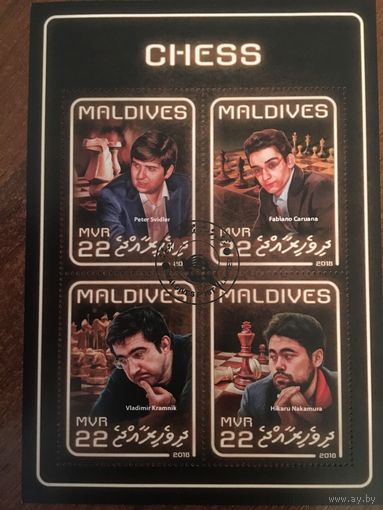 CHESS
MALDIVES
Peter Svidler
MVR
22 ދިވެހިރާއްޖެ
MALDIVES
Fabiano Caruana
MVR
22 ދިވެހިރާއްޖެ
MALDIVES
Vladimir Kramnik
MVR
22 ދިވެހިރާއްޖެ
2018
MALDIVES
Hikaru Nakamura
MVR
22 ދިވެހިރާއްޖެ
2018
www.ay.by